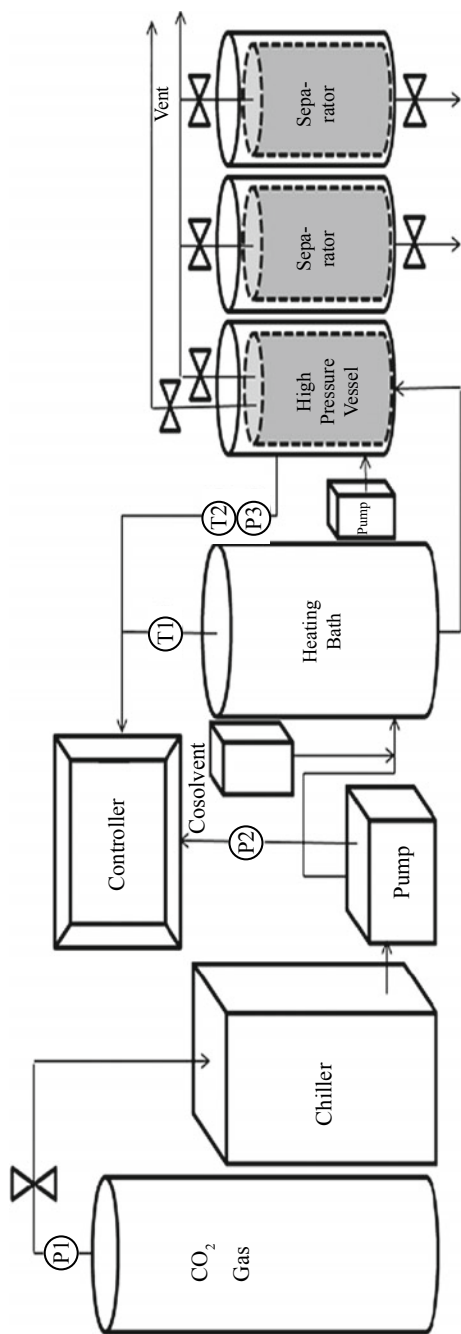 P1
CO2
Gas
Chiller
Pump
P2
Controller
Cosolvent
T1
Heating
Bath
T2
P3
Pump
High
Pressure
Vessel
Vent
Sepa-
rator
Sepa-
rator